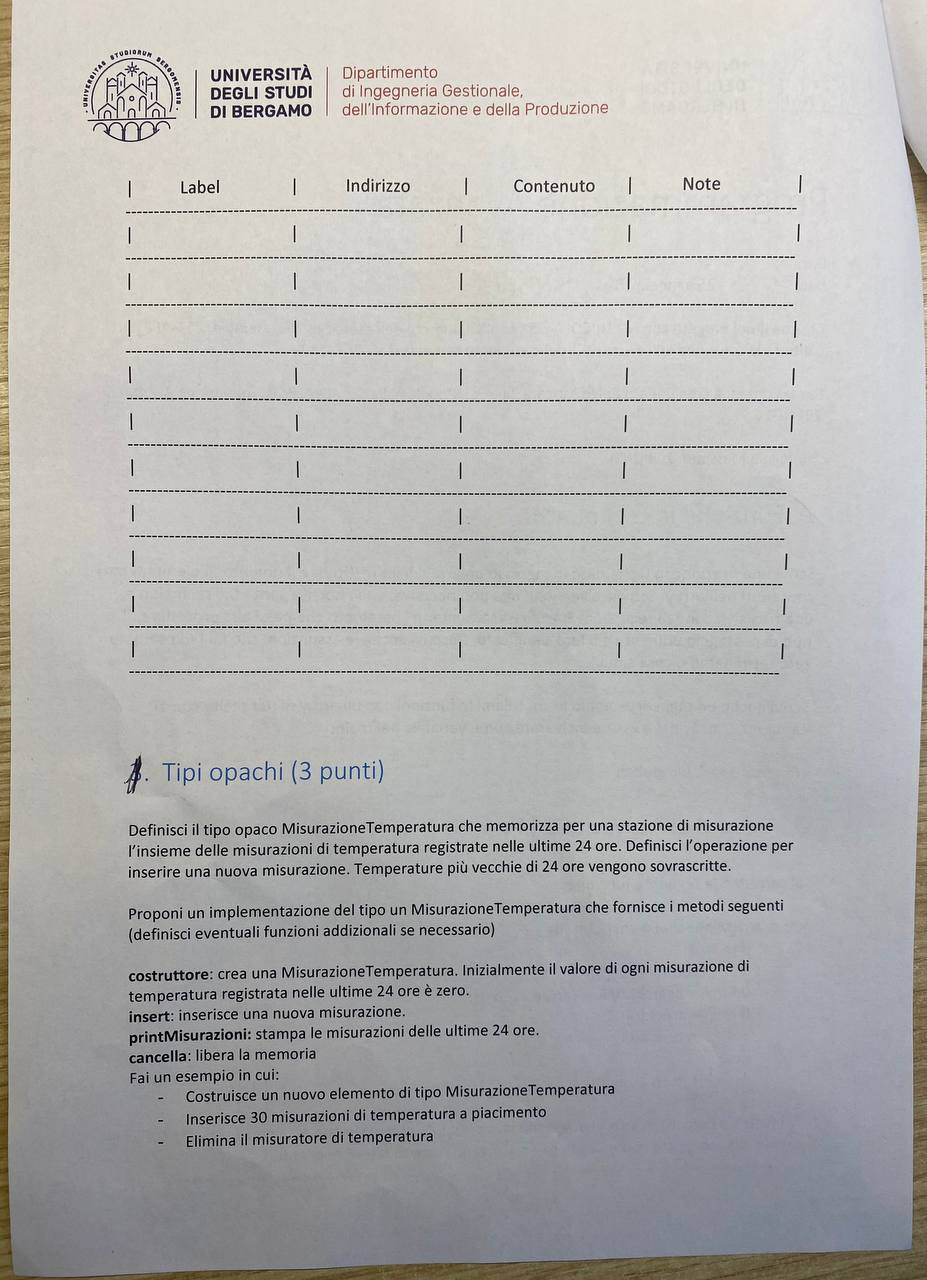 UNIVERSITAS STUDIORUM BERGOMENSIS
UNIVERSITÀ
DEGLI STUDI
DI BERGAMO
Dipartimento
di Ingegneria Gestionale,
dell'Informazione e della Produzione
| Label | Indirizzo | Contenuto | Note |
. Tipi opachi (3 punti)
Definisci il tipo opaco MisurazioneTemperatura che memorizza per una stazione di misurazione
l'insieme delle misurazioni di temperatura registrate nelle ultime 24 ore. Definisci l'operazione per
inserire una nuova misurazione. Temperature più vecchie di 24 ore vengono sovrascritte.
Proponi un implementazione del tipo un MisurazioneTemperatura che fornisce i metodi seguenti
(definisci eventuali funzioni addizionali se necessario)
costruttore: crea una MisurazioneTemperatura. Inizialmente il valore di ogni misurazione di
temperatura registrata nelle ultime 24 ore è zero.
insert: inserisce una nuova misurazione.
printMisurazioni: stampa le misurazioni delle ultime 24 ore.
cancella: libera la memoria
Fai un esempio in cui:
- Costruisce un nuovo elemento di tipo MisurazioneTemperatura
- Inserisce 30 misurazioni di temperatura a piacimento
- Elimina il misuratore di temperatura